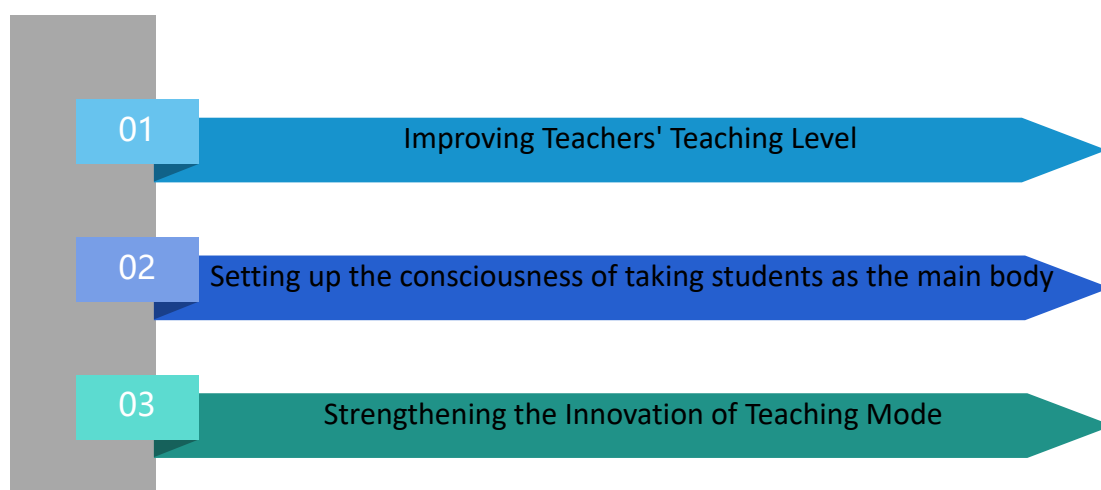 01
Improving Teachers' Teaching Level
02
Setting up the consciousness of taking students as the main body
03
Strengthening the Innovation of Teaching Mode